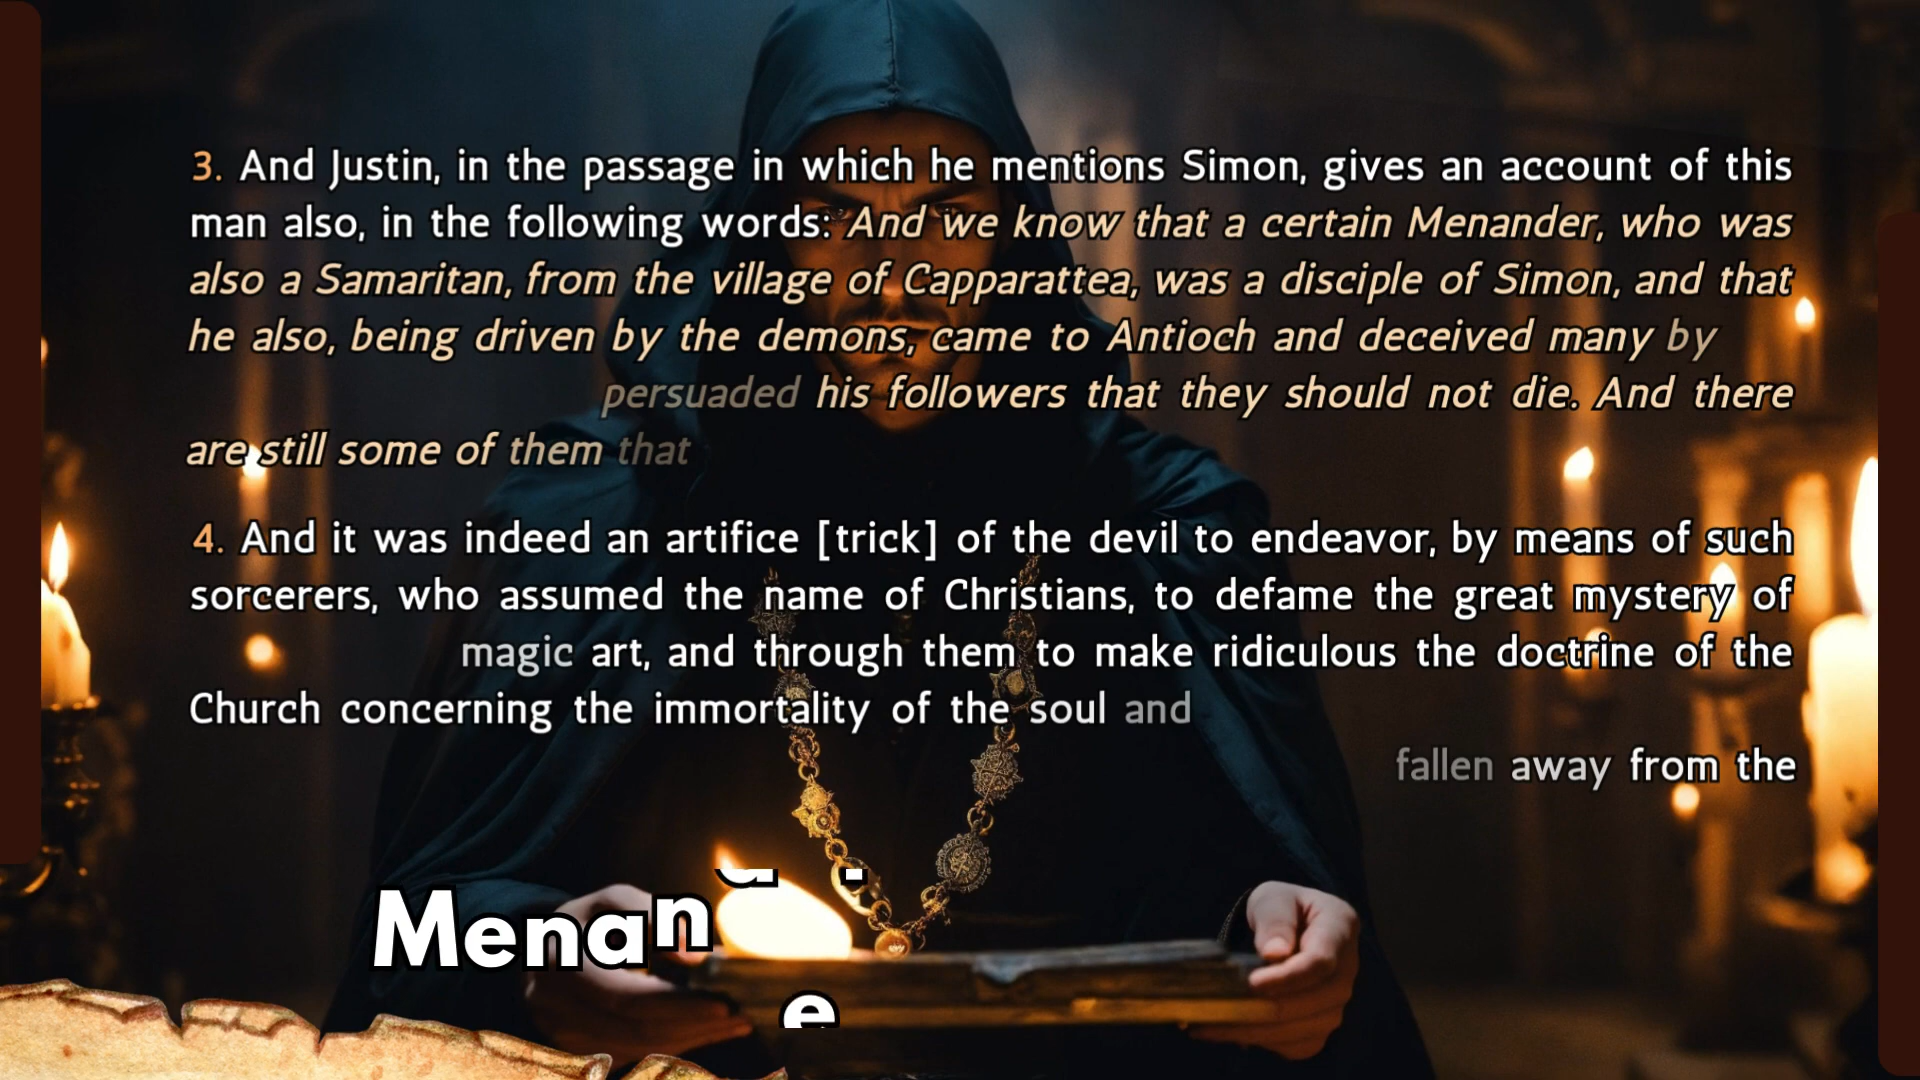 3. And Justin, in the passage in which he mentions Simon, gives an account of this
man also, in the following words: And we know that a certain Menander, who was
also a Samaritan, from the village of Capparattea, was a disciple of Simon, and that
he also, being driven by the demons, came to Antioch and deceived many by
persuaded his followers that they should not die. And there
are still some of them that
4. And it was indeed an artifice [trick] of the devil to endeavor, by means of such
sorcerers, who assumed the name of Christians, to defame the great mystery of
magic art, and through them to make ridiculous the doctrine of the
Church concerning the immortality of the soul and
fallen away from the